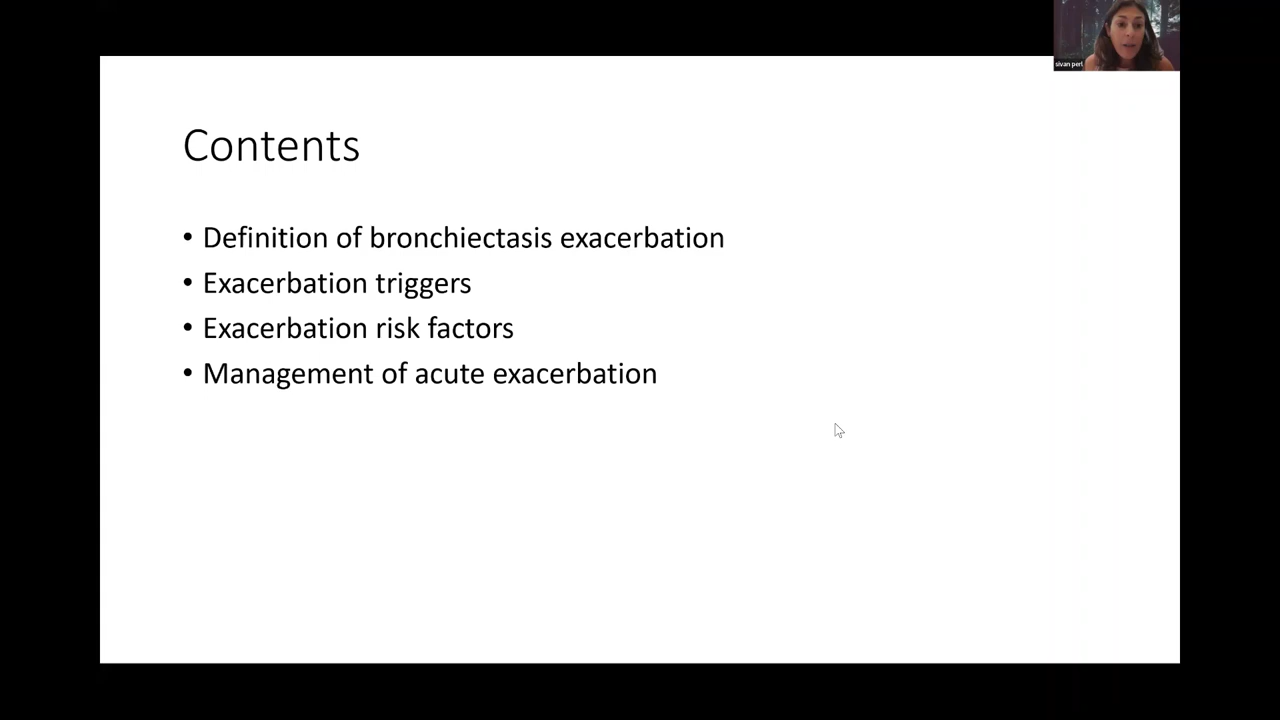 sivan perl
Contents
• Definition of bronchiectasis exacerbation
• Exacerbation triggers
• Exacerbation risk factors
• Management of acute exacerbation